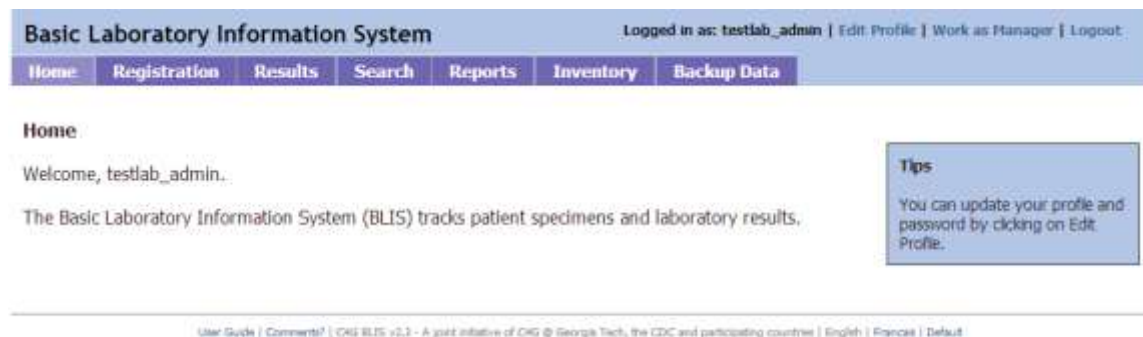 Basic Laboratory Information System
Logged in as: testlab_admin | Edit Profile | Work as Manager | Logout
Home Registration Results Search Reports Inventory Backup Data
Home
Welcome, testlab_admin.
The Basic Laboratory Information System (BLIS) tracks patient specimens and laboratory results.
Tips
You can update your profile and
password by clicking on Edit
Profile.
User Guide | Comments? | C4G BLIS v2.2 - A joint initiative of C4G @ Georgia Tech, the CDC and participating countries | English | Francais | Default